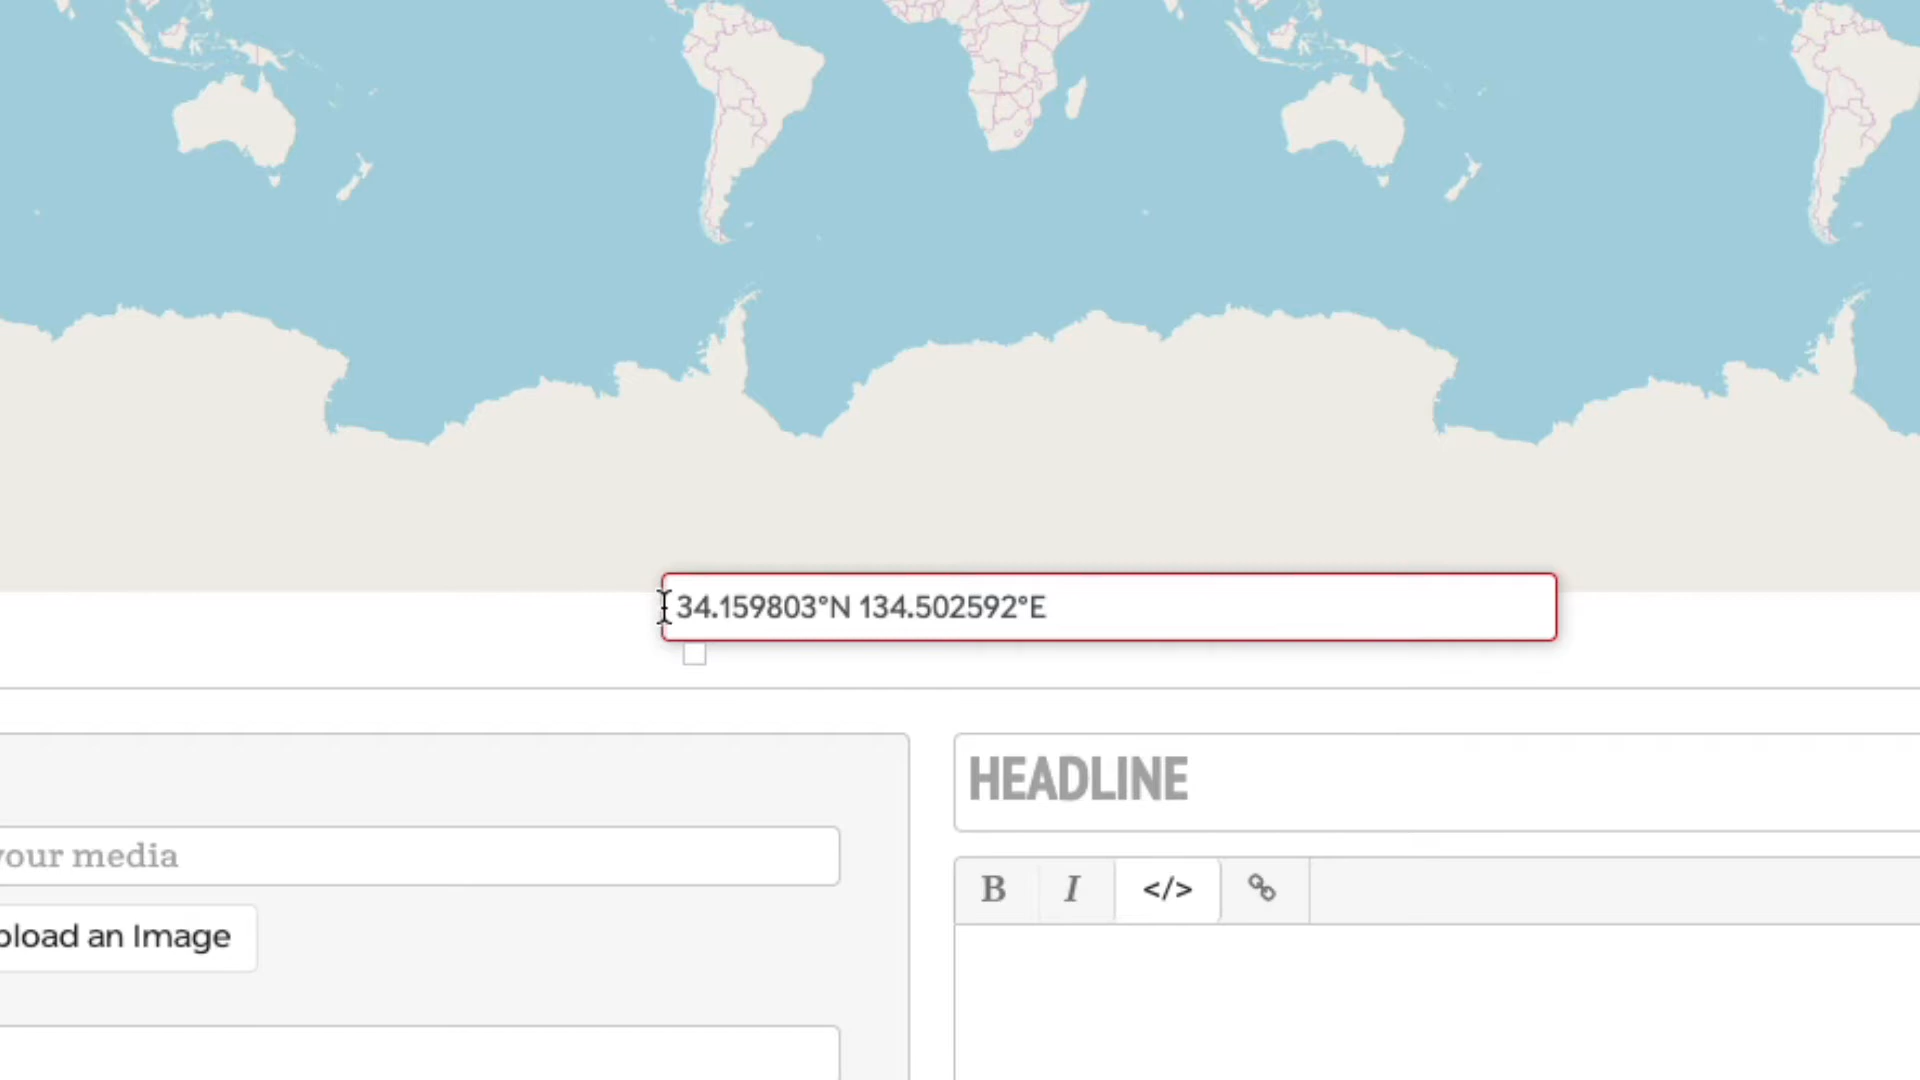 34.159803°N 134.502592°E
HEADLINE
your media
B I </>
pload an Image